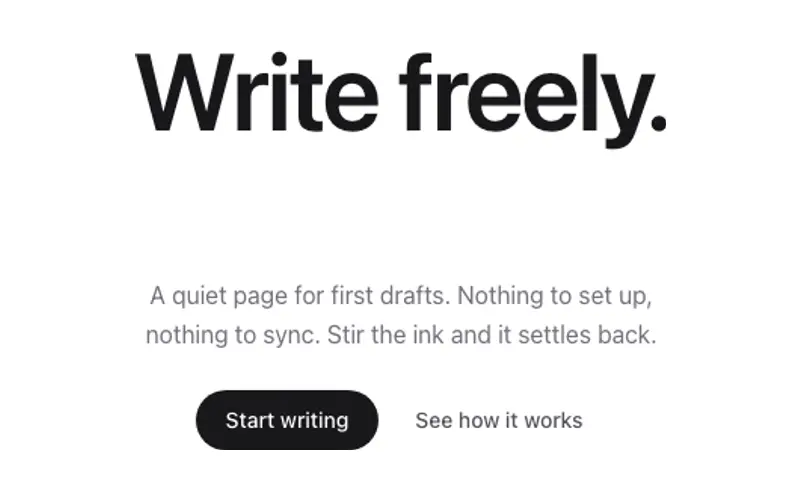 Write freely.
A quiet page for first drafts. Nothing to set up,
nothing to sync. Stir the ink and it settles back.
Start writing
See how it works